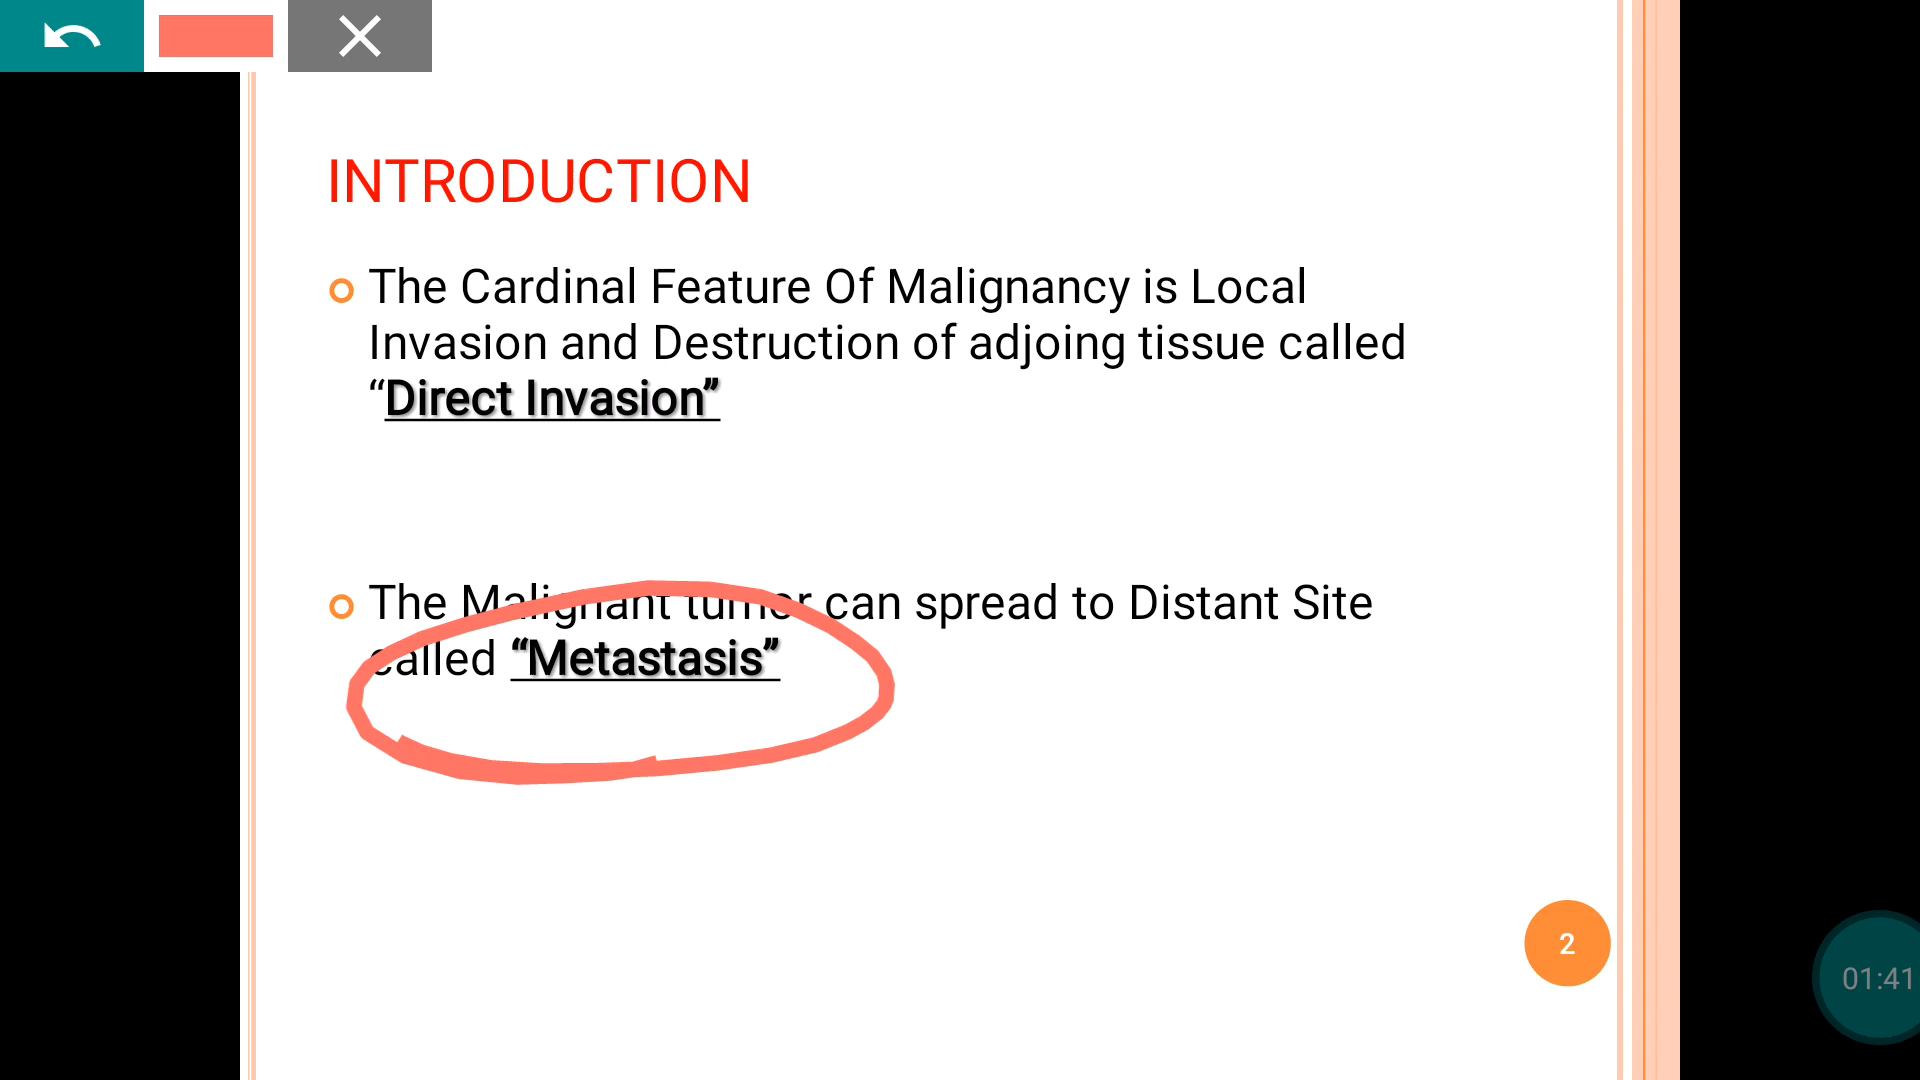 INTRODUCTION
The Cardinal Feature Of Malignancy is Local
Invasion and Destruction of adjoing tissue called
“Direct Invasion”
The Malignant tumor can spread to Distant Site
called “Metastasis”
2
01:41